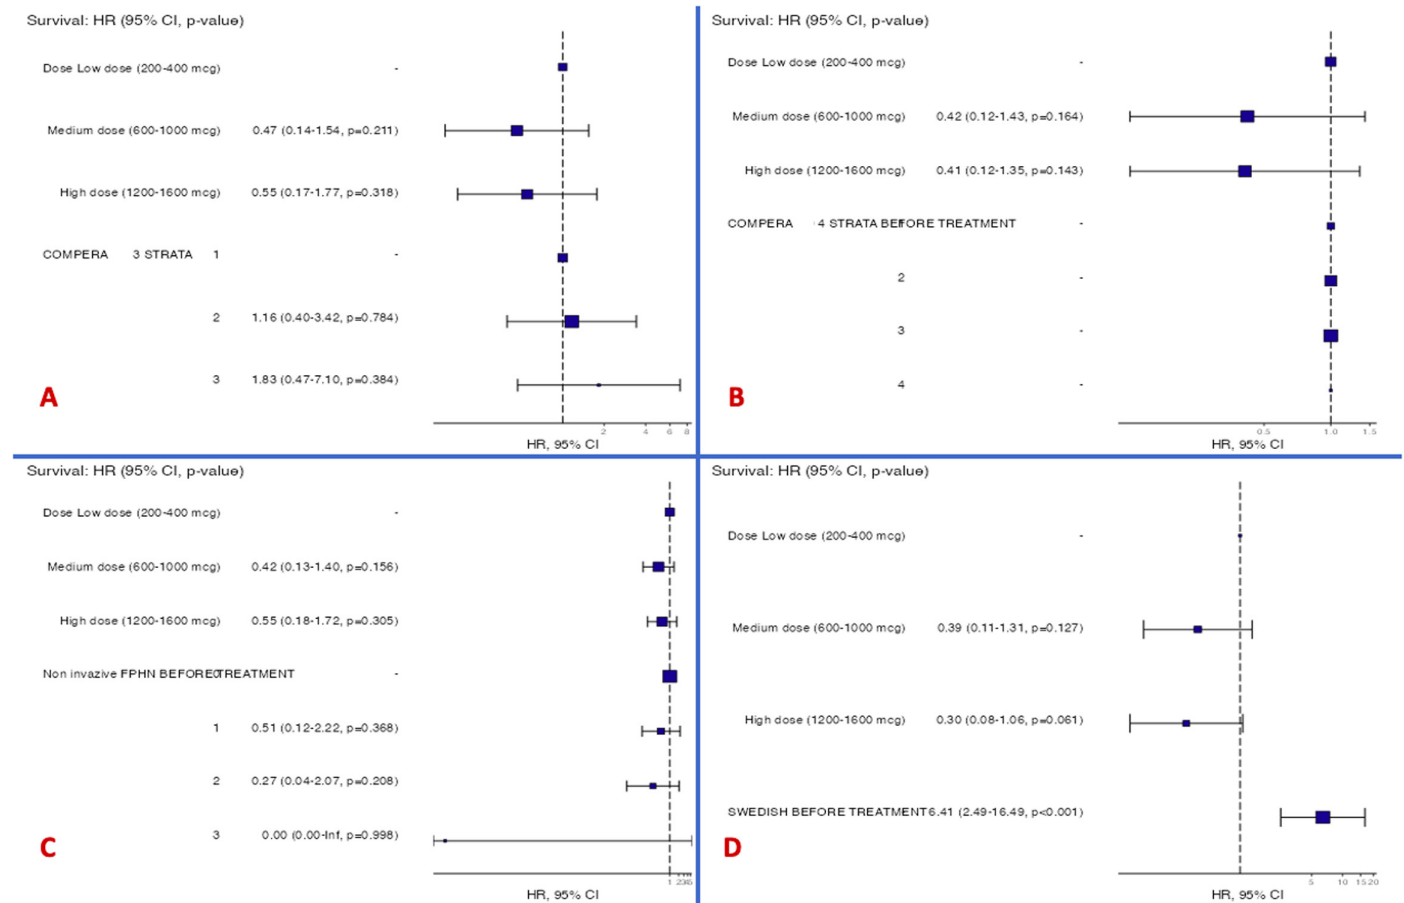 Survival: HR (95% CI, p-value)
Dose Low dose (200-400 mcg) -
Medium dose (600-1000 mcg) 0.47 (0.14-1.54, p=0.211)
High dose (1200-1600 mcg) 0.55 (0.17-1.77, p=0.318)
COMPERA 3 STRATA 1 -
2 1.16 (0.40-3.42, p=0.784)
3 1.83 (0.47-7.10, p=0.384)
A
2 4 6 8
HR, 95% CI
Survival: HR (95% CI, p-value)
Dose Low dose (200-400 mcg) -
Medium dose (600-1000 mcg) 0.42 (0.12-1.43, p=0.164)
High dose (1200-1600 mcg) 0.41 (0.12-1.35, p=0.143)
COMPERA 4 STRATA BEFORE TREATMENT -
2 -
3 -
4 -
B
0.5 1.0 1.5
HR, 95% CI
Survival: HR (95% CI, p-value)
Dose Low dose (200-400 mcg) -
Medium dose (600-1000 mcg) 0.42 (0.13-1.40, p=0.156)
High dose (1200-1600 mcg) 0.55 (0.18-1.72, p=0.305)
Non invazive FPHN BEFORE TREATMENT -
1 0.51 (0.12-2.22, p=0.368)
2 0.27 (0.04-2.07, p=0.208)
3 0.00 (0.00-Inf, p=0.998)
C
1 2 3 4 5
HR, 95% CI
Survival: HR (95% CI, p-value)
Dose Low dose (200-400 mcg) -
Medium dose (600-1000 mcg) 0.39 (0.11-1.31, p=0.127)
High dose (1200-1600 mcg) 0.30 (0.08-1.06, p=0.061)
SWEDISH BEFORE TREATMENT 6.41 (2.49-16.49, p<0.001)
D
5 10 15 20
HR, 95% CI